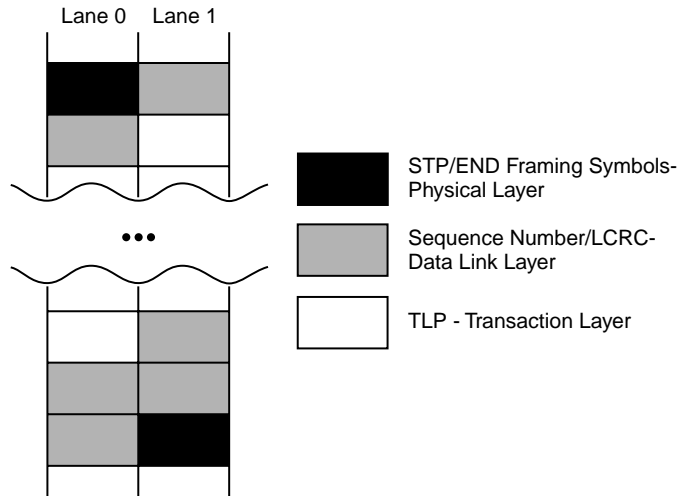 Lane 0 Lane 1
STP/END Framing Symbols-
Physical Layer
Sequence Number/LCRC-
Data Link Layer
TLP - Transaction Layer